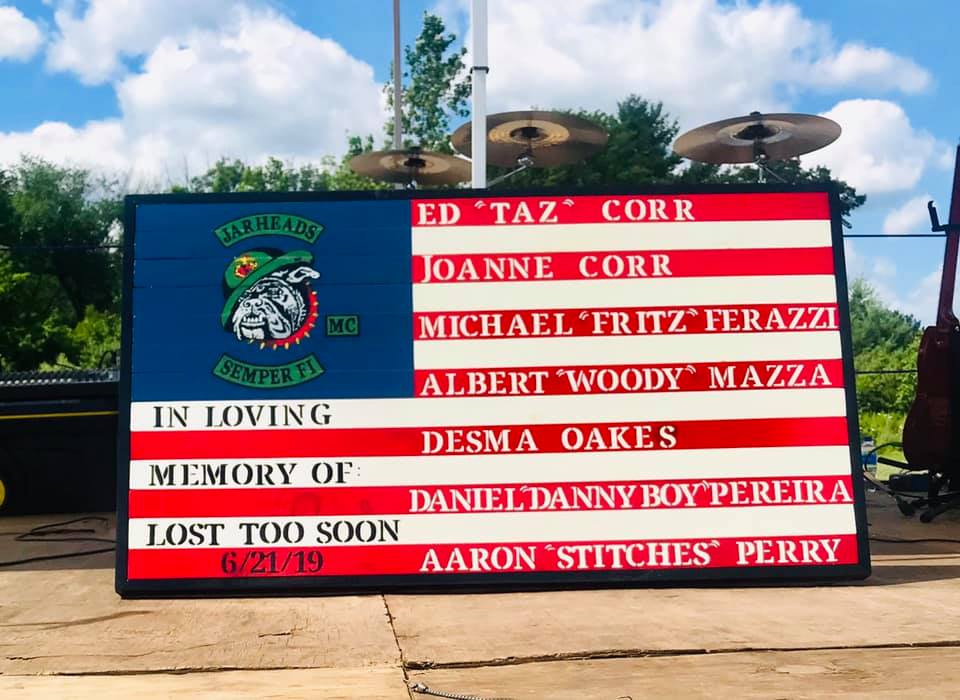 JARHEADS
MC
SEMPER FI
IN LOVING
MEMORY OF:
LOST TOO SOON
6/21/19
ED "TAZ" CORR
JOANNE CORR
MICHAEL "FRITZ" FERAZZI
ALBERT "WOODY" MAZZA
DESMA OAKES
DANIEL "DANNY BOY" PEREIRA
AARON "STITCHES" PERRY